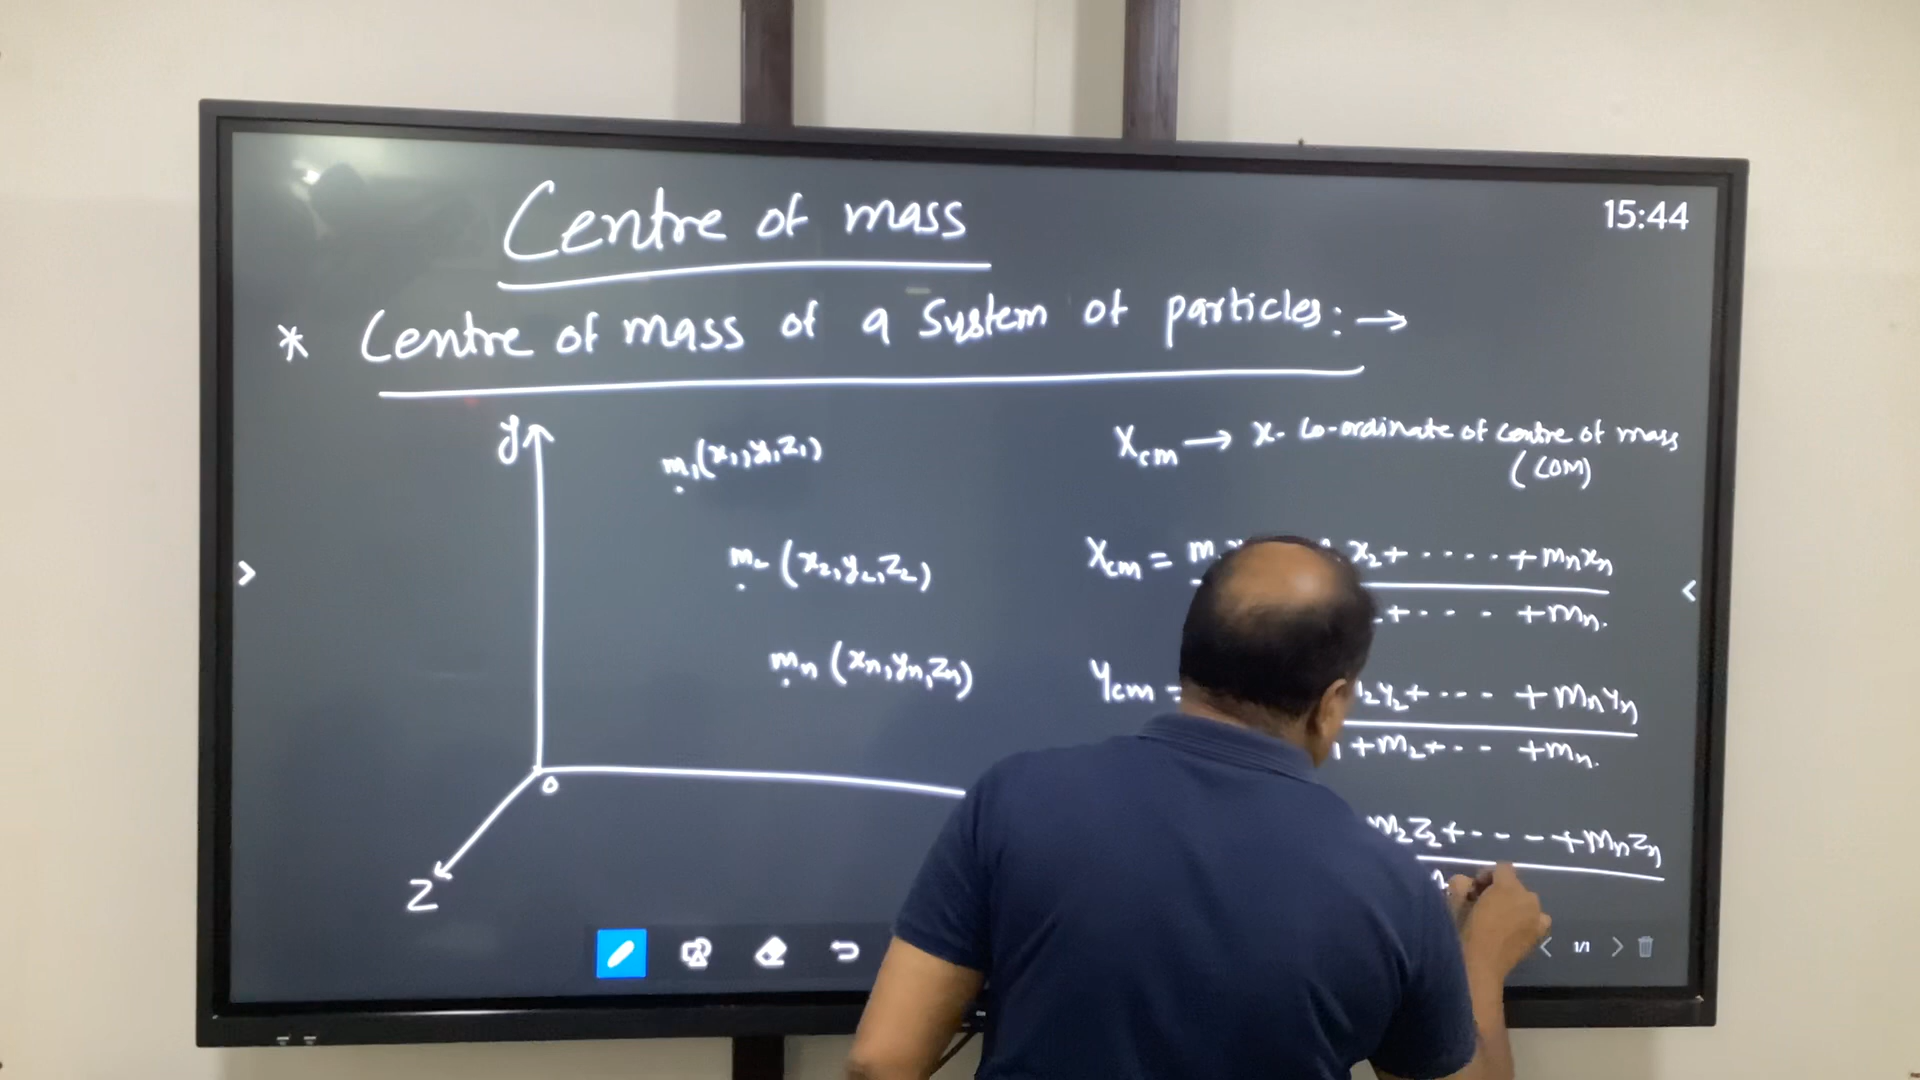 Centre of mass
15:44
* Centre of mass of a System of particles:→
y
m₁(x₁,y₁,z₁)
m₂ (x₂,y₂,z₂)
mₙ (xₙ,yₙ,zₙ)
O
Z
Xcm → x- Co-ordinate of Centre of mass
(COM)
Xcm = m x₂+ ····+mₙxₙ
+ ··· +mₙ.
Ycm = ₂y₂+ --- +mₙyₙ
₁+m₂+-- +mₙ.
m₂z₂+---- +mₙzₙ
1/1